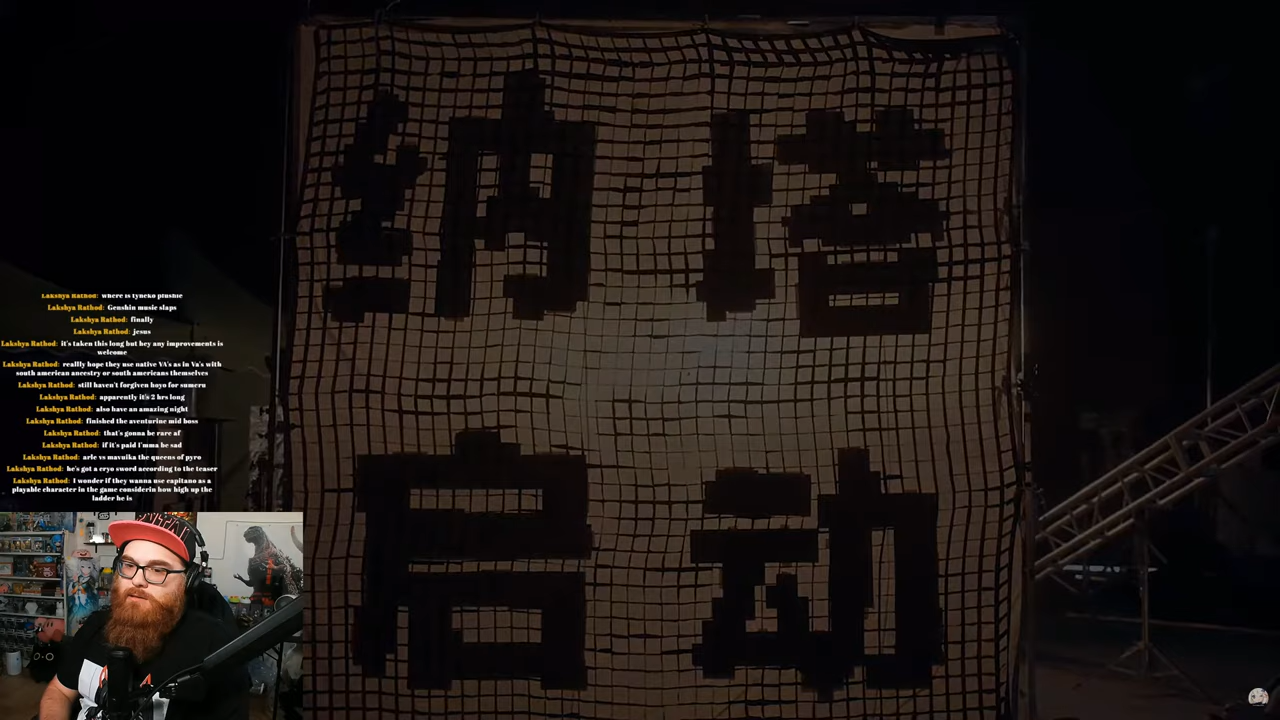 纳塔
启动
Lakshya Rathod: where is tyneko plushie
Lakshya Rathod: Genshin music slaps
Lakshya Rathod: finally
Lakshya Rathod: jesus
Lakshya Rathod: it's taken this long but hey any improvements is
welcome
Lakshya Rathod: reallly hope they use native VA's as in Va's with
south american ancestry or south americans themselves
Lakshya Rathod: still haven't forgiven hoyo for sumeru
Lakshya Rathod: apparently it's 2 hrs long
Lakshya Rathod: also have an amazing night
Lakshya Rathod: finished the aventurine mid boss
Lakshya Rathod: that's gonna be rare af
Lakshya Rathod: if it's paid I'mma be sad
Lakshya Rathod: arle vs mavuika the queens of pyro
Lakshya Rathod: he's got a cryo sword according to the teaser
Lakshya Rathod: I wonder if they wanna use capitano as a
playable character in the game considerin how high up the
ladder he is